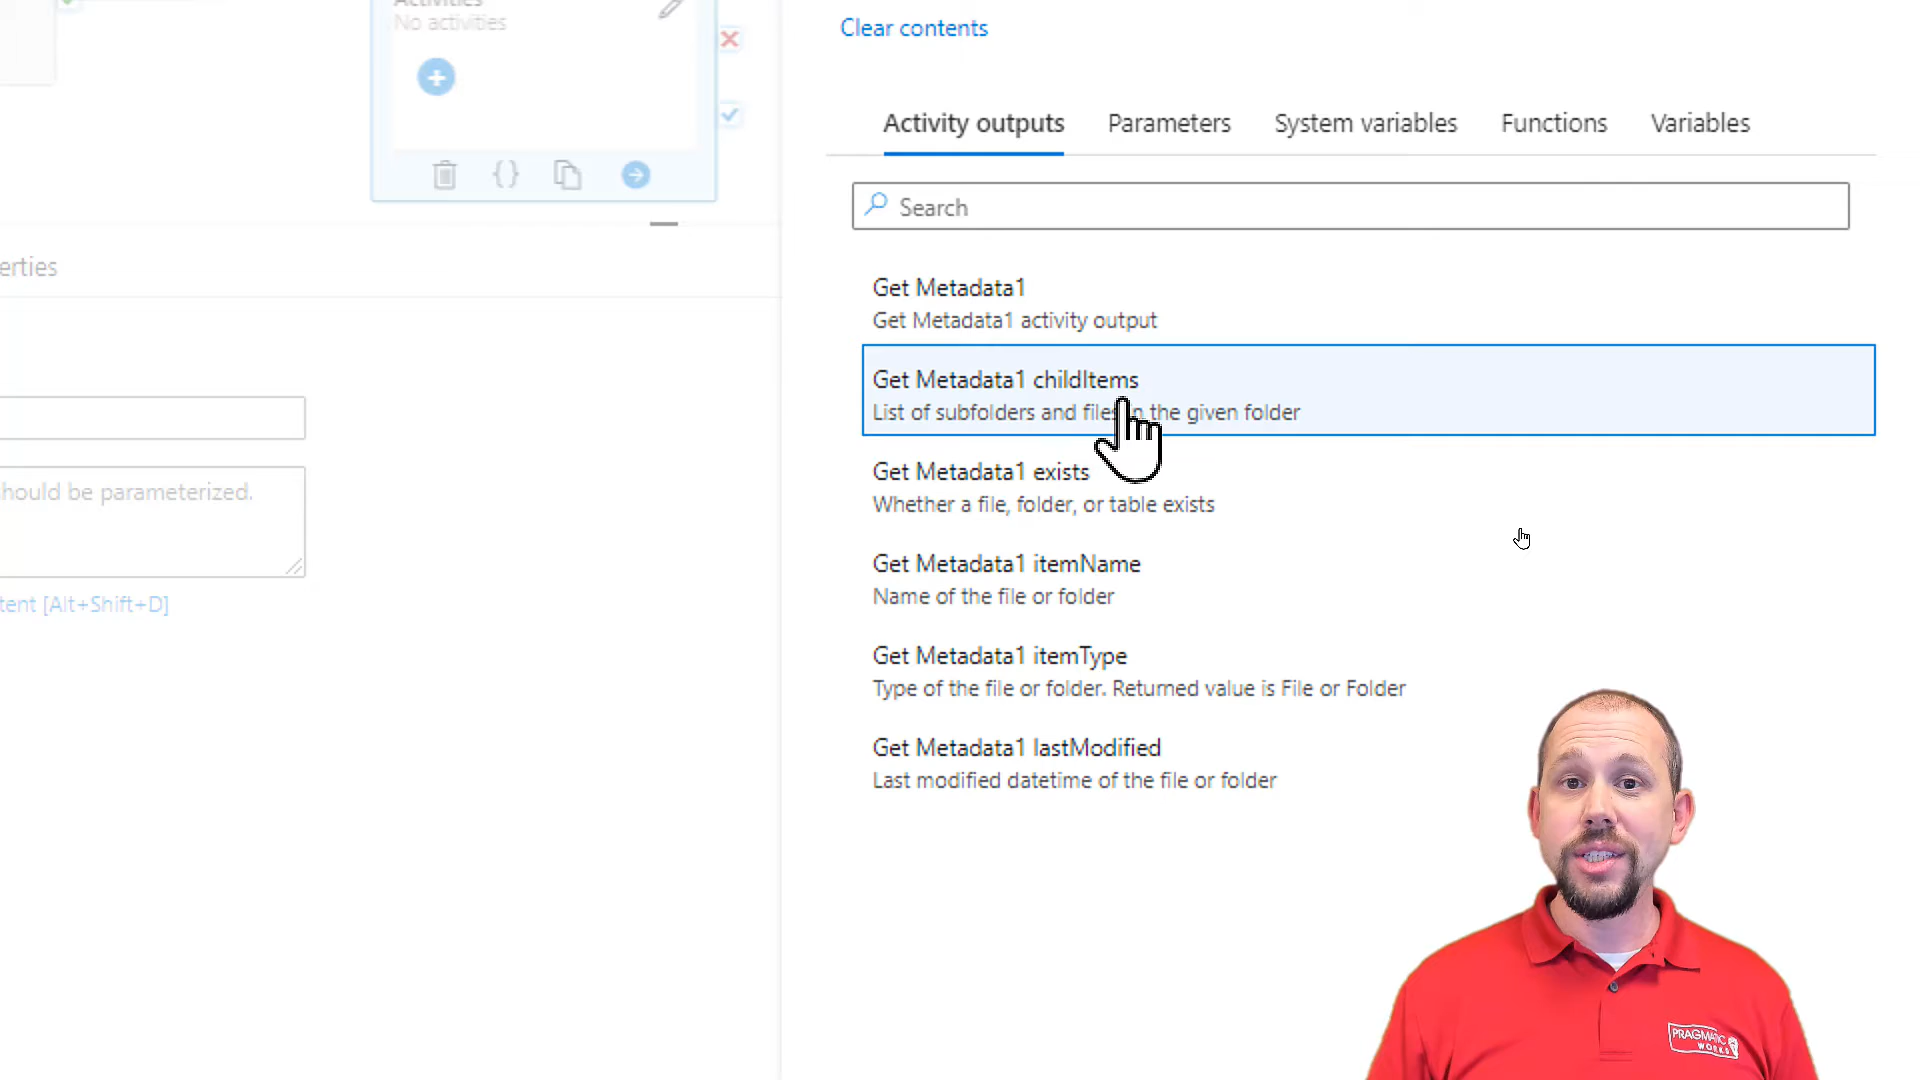 Activities
No activities
Clear contents
Activity outputs
Parameters
System variables
Functions
Variables
Search
erties
Get Metadata1
Get Metadata1 activity output
Get Metadata1 childItems
List of subfolders and files in the given folder
Get Metadata1 exists
Whether a file, folder, or table exists
hould be parameterized.
Get Metadata1 itemName
Name of the file or folder
tent [Alt+Shift+D]
Get Metadata1 itemType
Type of the file or folder. Returned value is File or Folder
Get Metadata1 lastModified
Last modified datetime of the file or folder
PRAGMATIC
WORKS